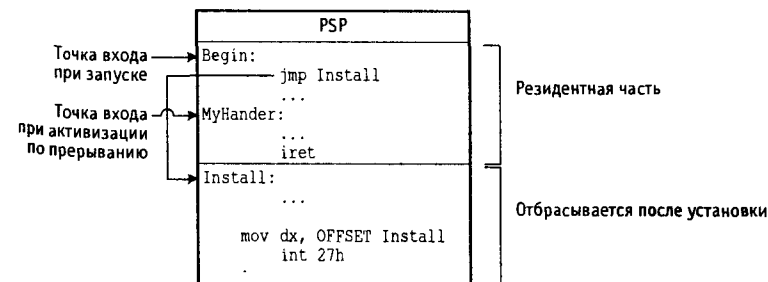 PSP
Точка входа
при запуске
Begin:
jmp Install
...
Точка входа
при активизации
по прерыванию
MyHander:
...
iret
Резидентная часть
Install:
...
mov dx, OFFSET Install
int 27h
.
Отбрасывается после установки